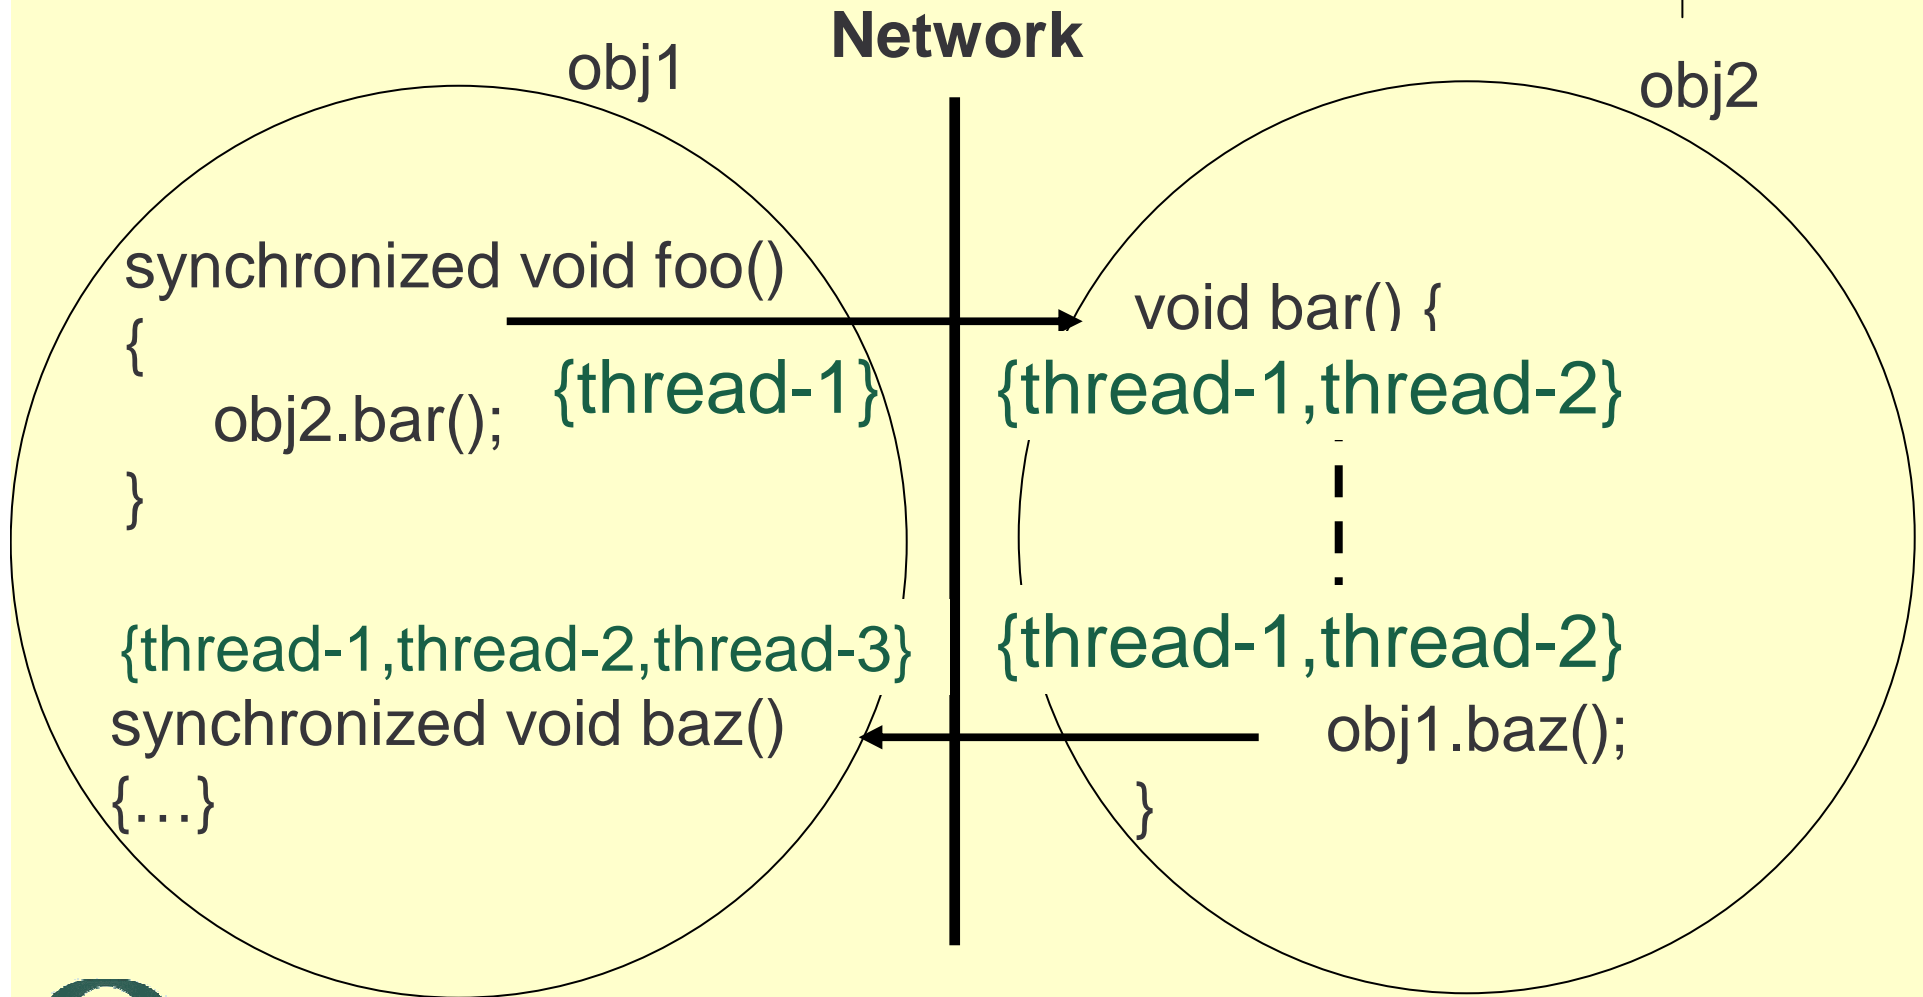 Network
obj1
obj2
synchronized void foo()
{
obj2.bar();
}
{thread-1}
void bar() {
{thread-1,thread-2}
{thread-1,thread-2}
obj1.baz();
}
{thread-1,thread-2,thread-3}
synchronized void baz()
{…}